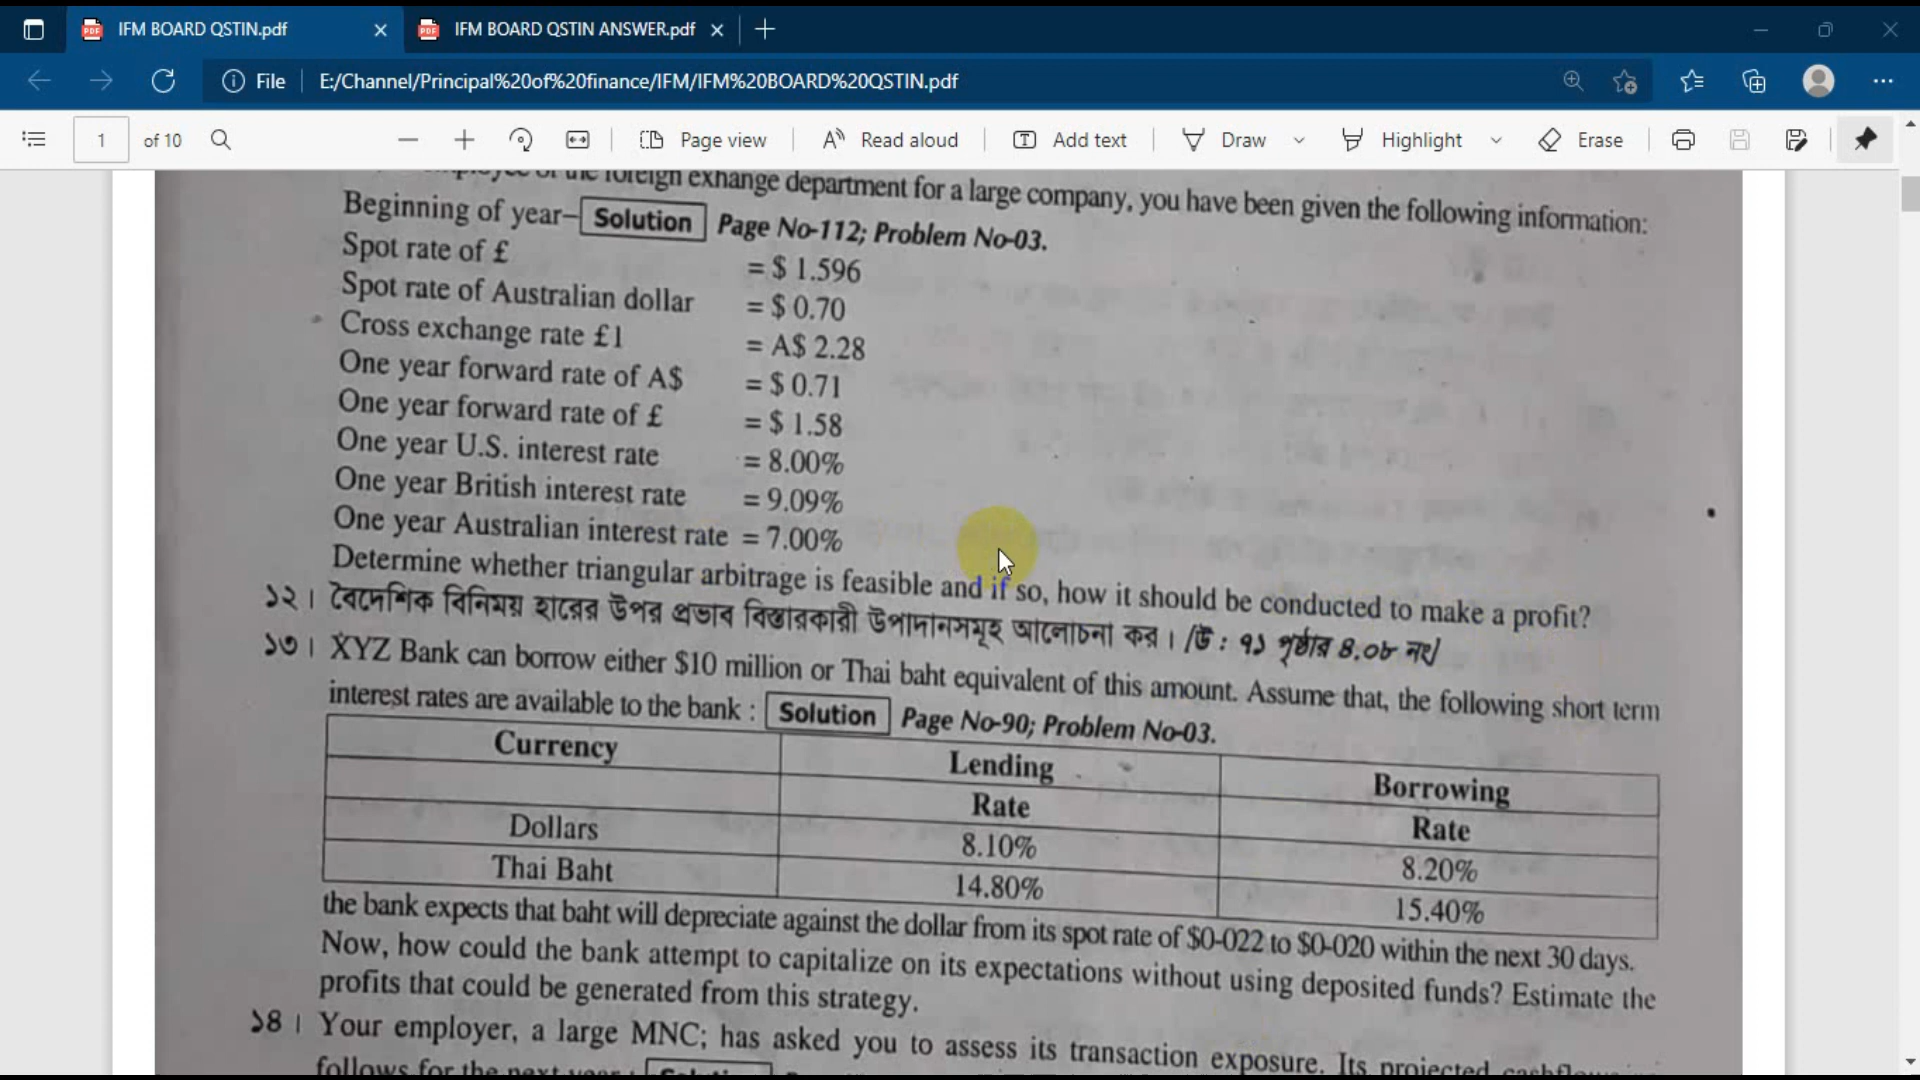 IFM BOARD QSTIN.pdf
IFM BOARD QSTIN ANSWER.pdf
File
E:/Channel/Principal%20of%20finance/IFM/IFM%20BOARD%20QSTIN.pdf
1 of 10
Page view
Read aloud
Add text
Draw
Highlight
Erase
of the foreign exhange department for a large company, you have been given the following information:
Beginning of year– Solution Page No-112; Problem No-03.
Spot rate of £ = $ 1.596
Spot rate of Australian dollar = $ 0.70
Cross exchange rate £1 = A$ 2.28
One year forward rate of A$ = $ 0.71
One year forward rate of £ = $ 1.58
One year U.S. interest rate = 8.00%
One year British interest rate = 9.09%
One year Australian interest rate = 7.00%
Determine whether triangular arbitrage is feasible and if so, how it should be conducted to make a profit?
১২। বৈদেশিক বিনিময় হারের উপর প্রভাব বিস্তারকারী উপাদানসমূহ আলোচনা কর। [উ : ৭১ পৃষ্ঠার ৪.০৮ নং]
১৩। XYZ Bank can borrow either $10 million or Thai baht equivalent of this amount. Assume that, the following short term
interest rates are available to the bank : Solution Page No-90; Problem No-03.
Currency Lending Borrowing
Rate Rate
Dollars 8.10% 8.20%
Thai Baht 14.80% 15.40%
the bank expects that baht will depreciate against the dollar from its spot rate of $0-022 to $0-020 within the next 30 days.
Now, how could the bank attempt to capitalize on its expectations without using deposited funds? Estimate the
profits that could be generated from this strategy.
১৪। Your employer, a large MNC; has asked you to assess its transaction exposure. Its projected
follows for the next year :